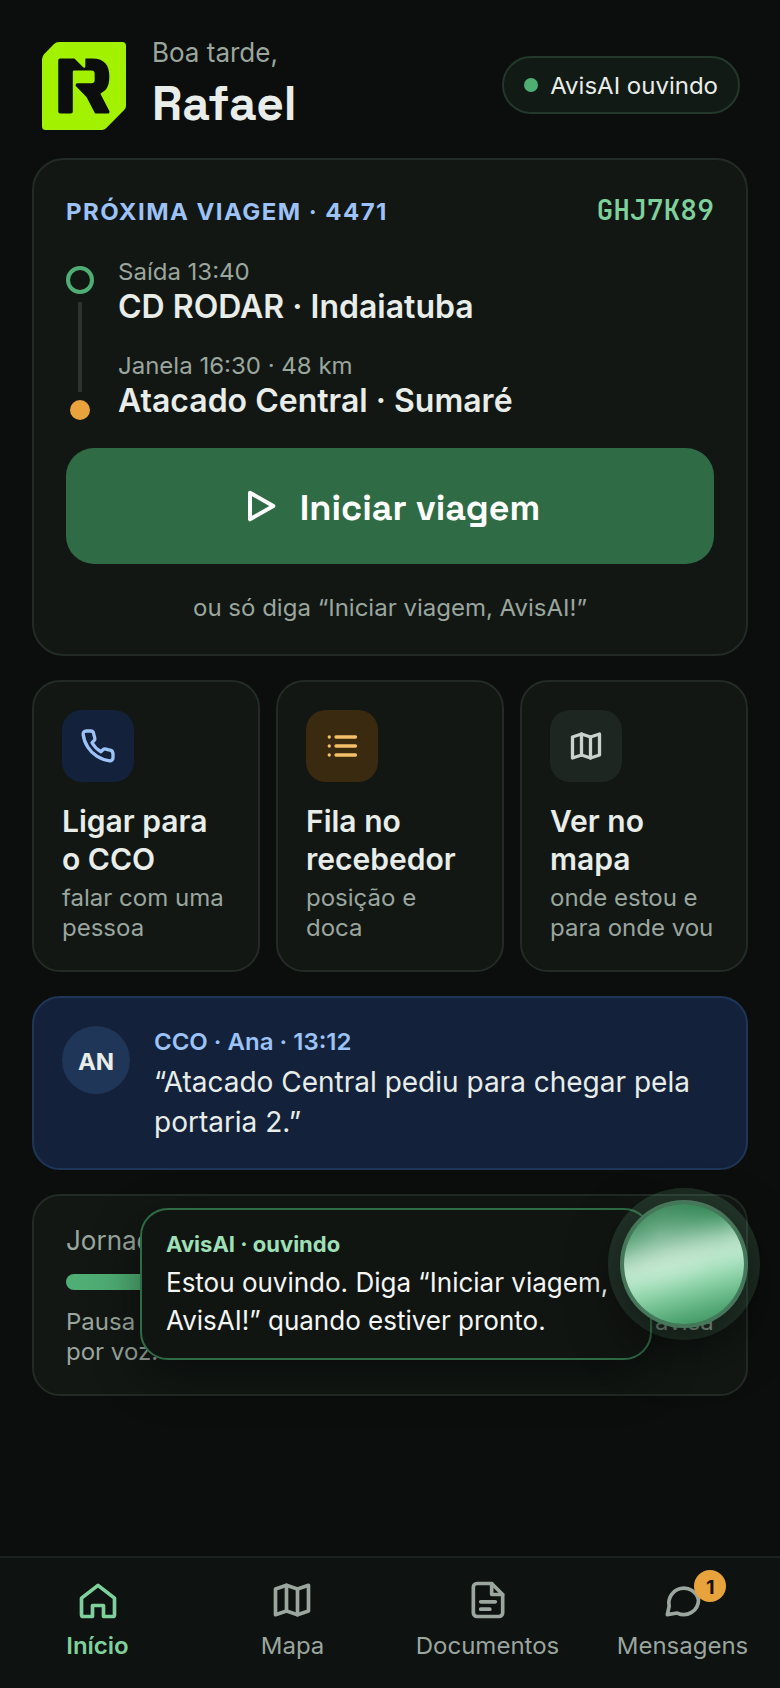 R
Boa tarde,
Rafael
AvisAI ouvindo
PRÓXIMA VIAGEM · 4471
GHJ7K89
Saída 13:40
CD RODAR · Indaiatuba
Janela 16:30 · 48 km
Atacado Central · Sumaré
Iniciar viagem
ou só diga “Iniciar viagem, AvisAI!”
Ligar para
o CCO
falar com uma
pessoa
Fila no
recebedor
posição e
doca
Ver no
mapa
onde estou e
para onde vou
AN
CCO · Ana · 13:12
“Atacado Central pediu para chegar pela
portaria 2.”
AvisAI · ouvindo
Estou ouvindo. Diga “Iniciar viagem,
AvisAI!” quando estiver pronto.
Pausa
por voz.
Início
Mapa
Documentos
1
Mensagens